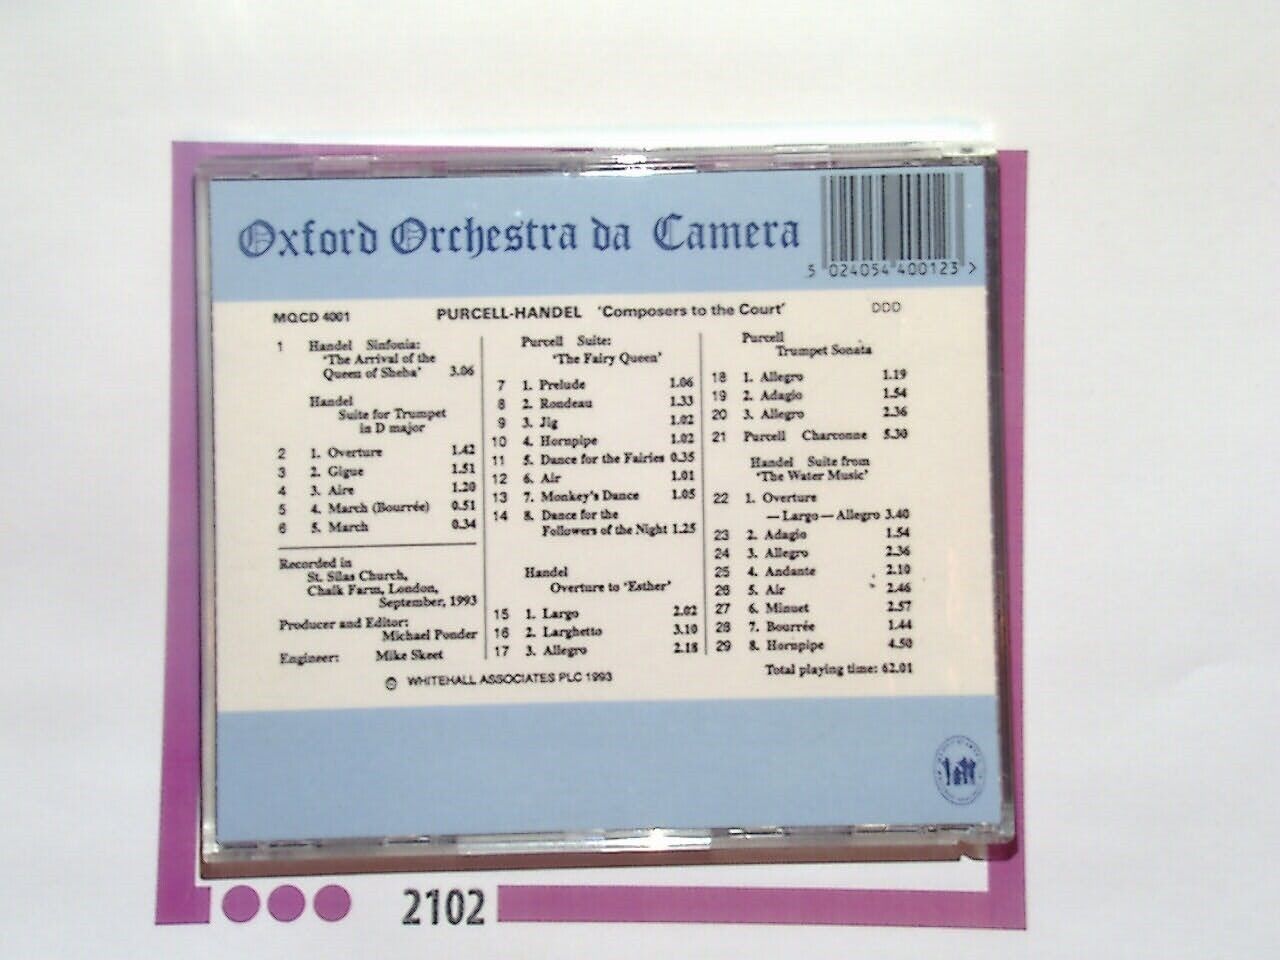 Oxford Orchestra da Camera
5 024054 400123 >
MQCD 4001
PURCELL-HANDEL 'Composers to the Court'
DDD
1 Handel Sinfonia:
'The Arrival of the
Queen of Sheba' 3.06
Handel
Suite for Trumpet
in D major
2 1. Overture 1.42
3 2. Gigue 1.51
4 3. Aire 1.20
5 4. March (Bourrée) 0.51
6 5. March 0.34
Recorded in
St. Silas Church,
Chalk Farm, London,
September, 1993
Producer and Editor:
Michael Ponder
Engineer: Mike Skeet
Purcell Suite:
'The Fairy Queen'
7 1. Prelude 1.06
8 2. Rondeau 1.33
9 3. Jig 1.02
10 4. Hornpipe 1.02
11 5. Dance for the Fairies 0.35
12 6. Air 1.01
13 7. Monkey's Dance 1.05
14 8. Dance for the
Followers of the Night 1.25
Handel
Overture to 'Esther'
15 1. Largo 2.02
16 2. Larghetto 3.10
17 3. Allegro 2.18
Purcell
Trumpet Sonata
18 1. Allegro 1.19
19 2. Adagio 1.54
20 3. Allegro 2.36
21 Purcell Charconne 5.30
Handel Suite from
'The Water Music'
22 1. Overture
—Largo—Allegro 3.40
23 2. Adagio 1.54
24 3. Allegro 2.36
25 4. Andante 2.10
26 5. Air 2.46
27 6. Minuet 2.57
28 7. Bourrée 1.44
29 8. Hornpipe 4.50
Total playing time: 62.01
© WHITEHALL ASSOCIATES PLC 1993
2102